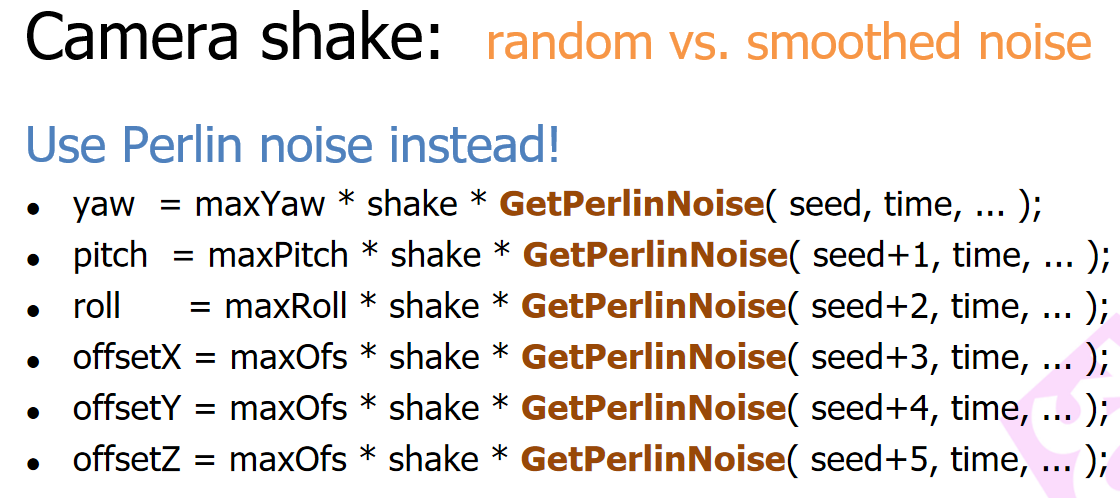 Camera shake: random vs. smoothed noise
Use Perlin noise instead!
• yaw = maxYaw * shake * GetPerlinNoise( seed, time, ... );
• pitch = maxPitch * shake * GetPerlinNoise( seed+1, time, ... );
• roll = maxRoll * shake * GetPerlinNoise( seed+2, time, ... );
• offsetX = maxOfs * shake * GetPerlinNoise( seed+3, time, ... );
• offsetY = maxOfs * shake * GetPerlinNoise( seed+4, time, ... );
• offsetZ = maxOfs * shake * GetPerlinNoise( seed+5, time, ... );